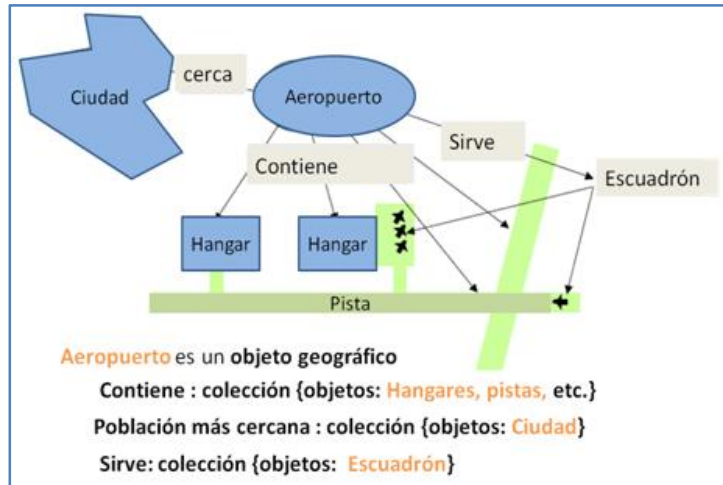 cerca
Ciudad
Aeropuerto
Sirve
Contiene
Escuadrón
Hangar
Hangar
Pista
Aeropuerto es un objeto geográfico
Contiene : colección {objetos: Hangares, pistas, etc.}
Población más cercana : colección {objetos: Ciudad}
Sirve: colección {objetos: Escuadrón}